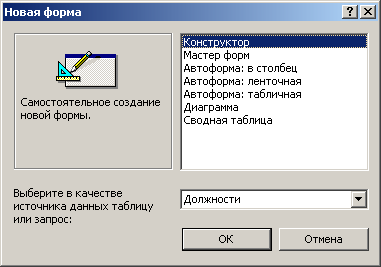 Новая форма
Самостоятельное создание
новой формы.
Конструктор
Мастер форм
Автоформа: в столбец
Автоформа: ленточная
Автоформа: табличная
Диаграмма
Сводная таблица
Выберите в качестве
источника данных таблицу
или запрос:
Должности
OK
Отмена